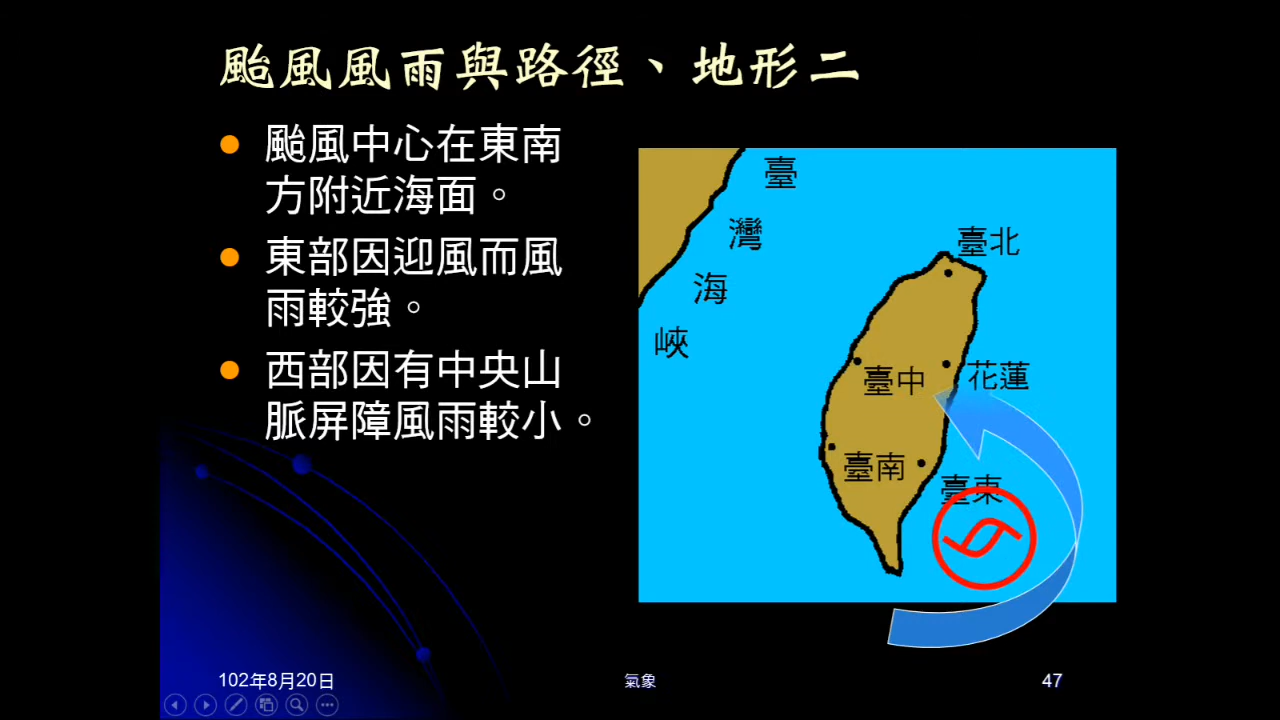 颱風風雨與路徑、地形二
颱風中心在東南
方附近海面。
東部因迎風而風
雨較強。
西部因有中央山
脈屏障風雨較小。
臺
灣
海
峽
臺北
臺中
花蓮
臺南
臺東
102年8月20日
氣象
47